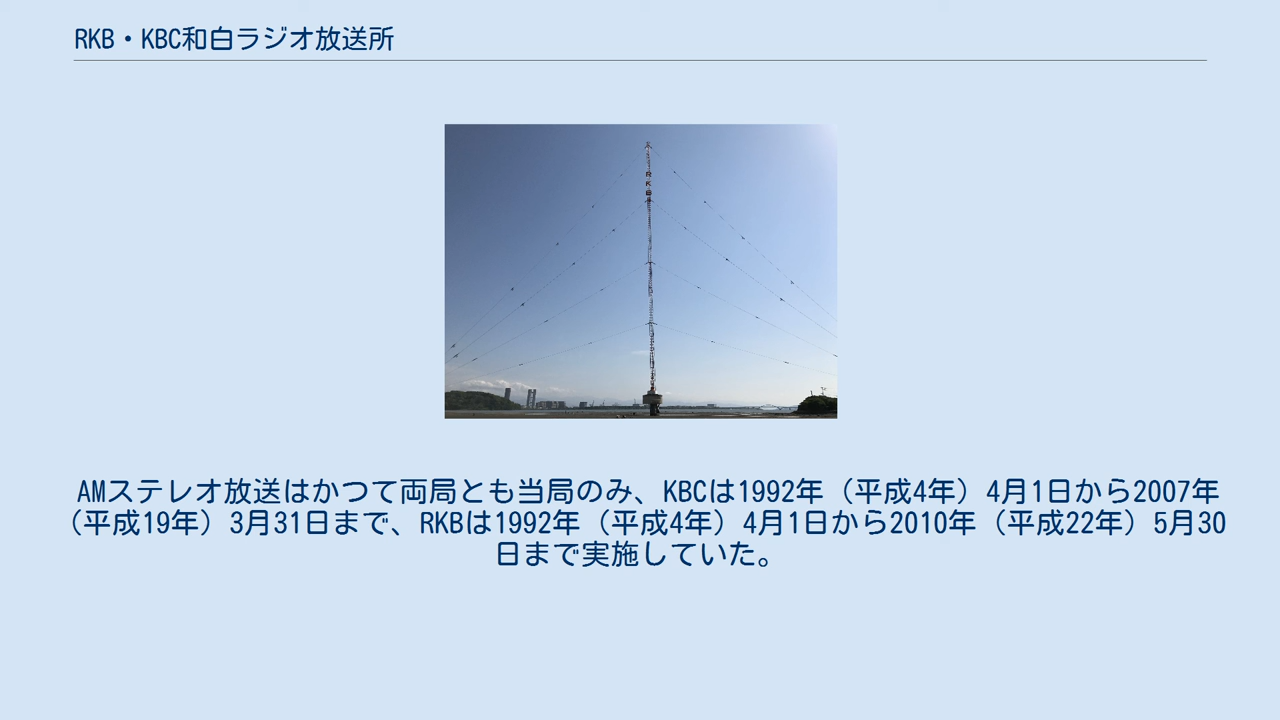 RKB・KBC和白ラジオ放送所
RKB
AMステレオ放送はかつて両局とも当局のみ、KBCは1992年（平成4年）4月1日から2007年
（平成19年）3月31日まで、RKBは1992年（平成4年）4月1日から2010年（平成22年）5月30
日まで実施していた。